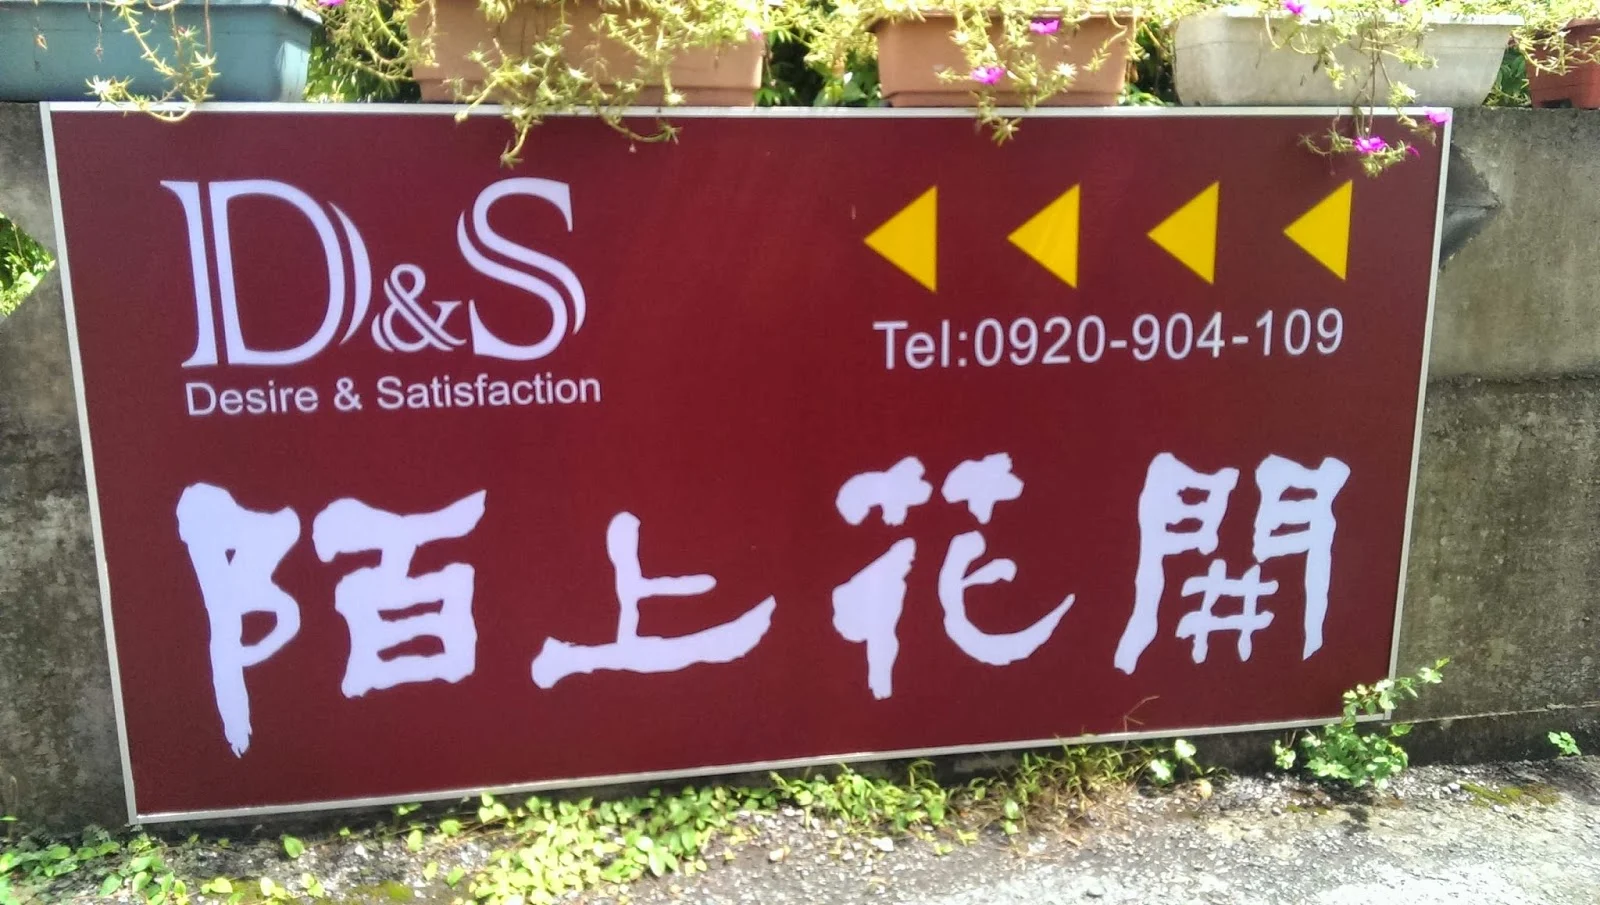 D&S
Desire & Satisfaction
Tel:0920-904-109
陌上花開